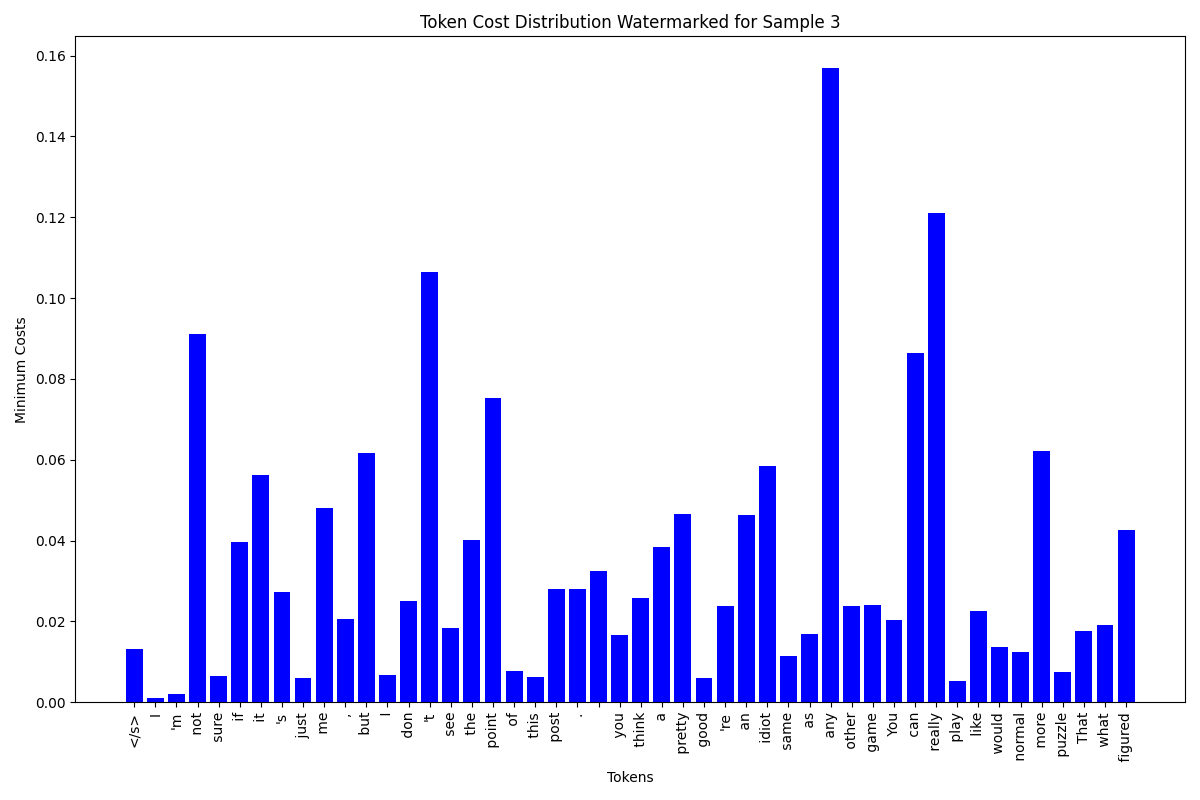 Token Cost Distribution Watermarked for Sample 3
Minimum Costs
0.16
0.14
0.12
0.10
0.08
0.06
0.04
0.02
0.00
</s>
I
'm
not
sure
if
it
's
just
me
,
but
I
don
't
see
the
point
of
this
post
.
you
think
a
pretty
good
're
an
idiot
same
as
any
other
game
You
can
really
play
like
would
normal
more
puzzle
That
what
figured
Tokens